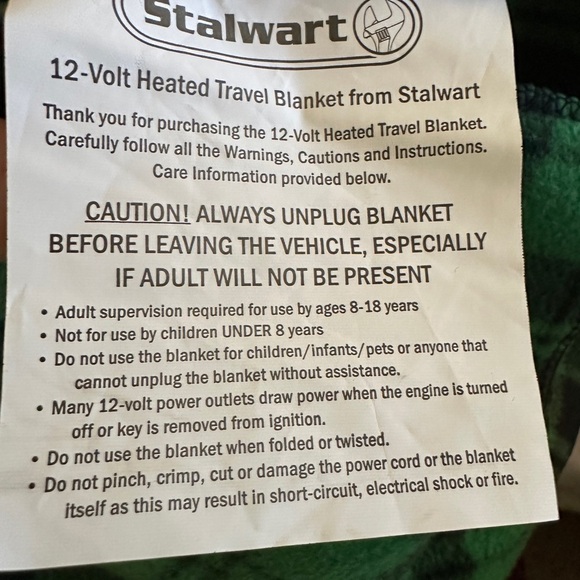 Stalwart
12-Volt Heated Travel Blanket from Stalwart
Thank you for purchasing the 12-Volt Heated Travel Blanket.
Carefully follow all the Warnings, Cautions and Instructions.
Care Information provided below.
CAUTION! ALWAYS UNPLUG BLANKET
BEFORE LEAVING THE VEHICLE, ESPECIALLY
IF ADULT WILL NOT BE PRESENT
• Adult supervision required for use by ages 8-18 years
• Not for use by children UNDER 8 years
• Do not use the blanket for children/infants/pets or anyone that
cannot unplug the blanket without assistance.
• Many 12-volt power outlets draw power when the engine is turned
off or key is removed from ignition.
• Do not use the blanket when folded or twisted.
• Do not pinch, crimp, cut or damage the power cord or the blanket
itself as this may result in short-circuit, electrical shock or fire.